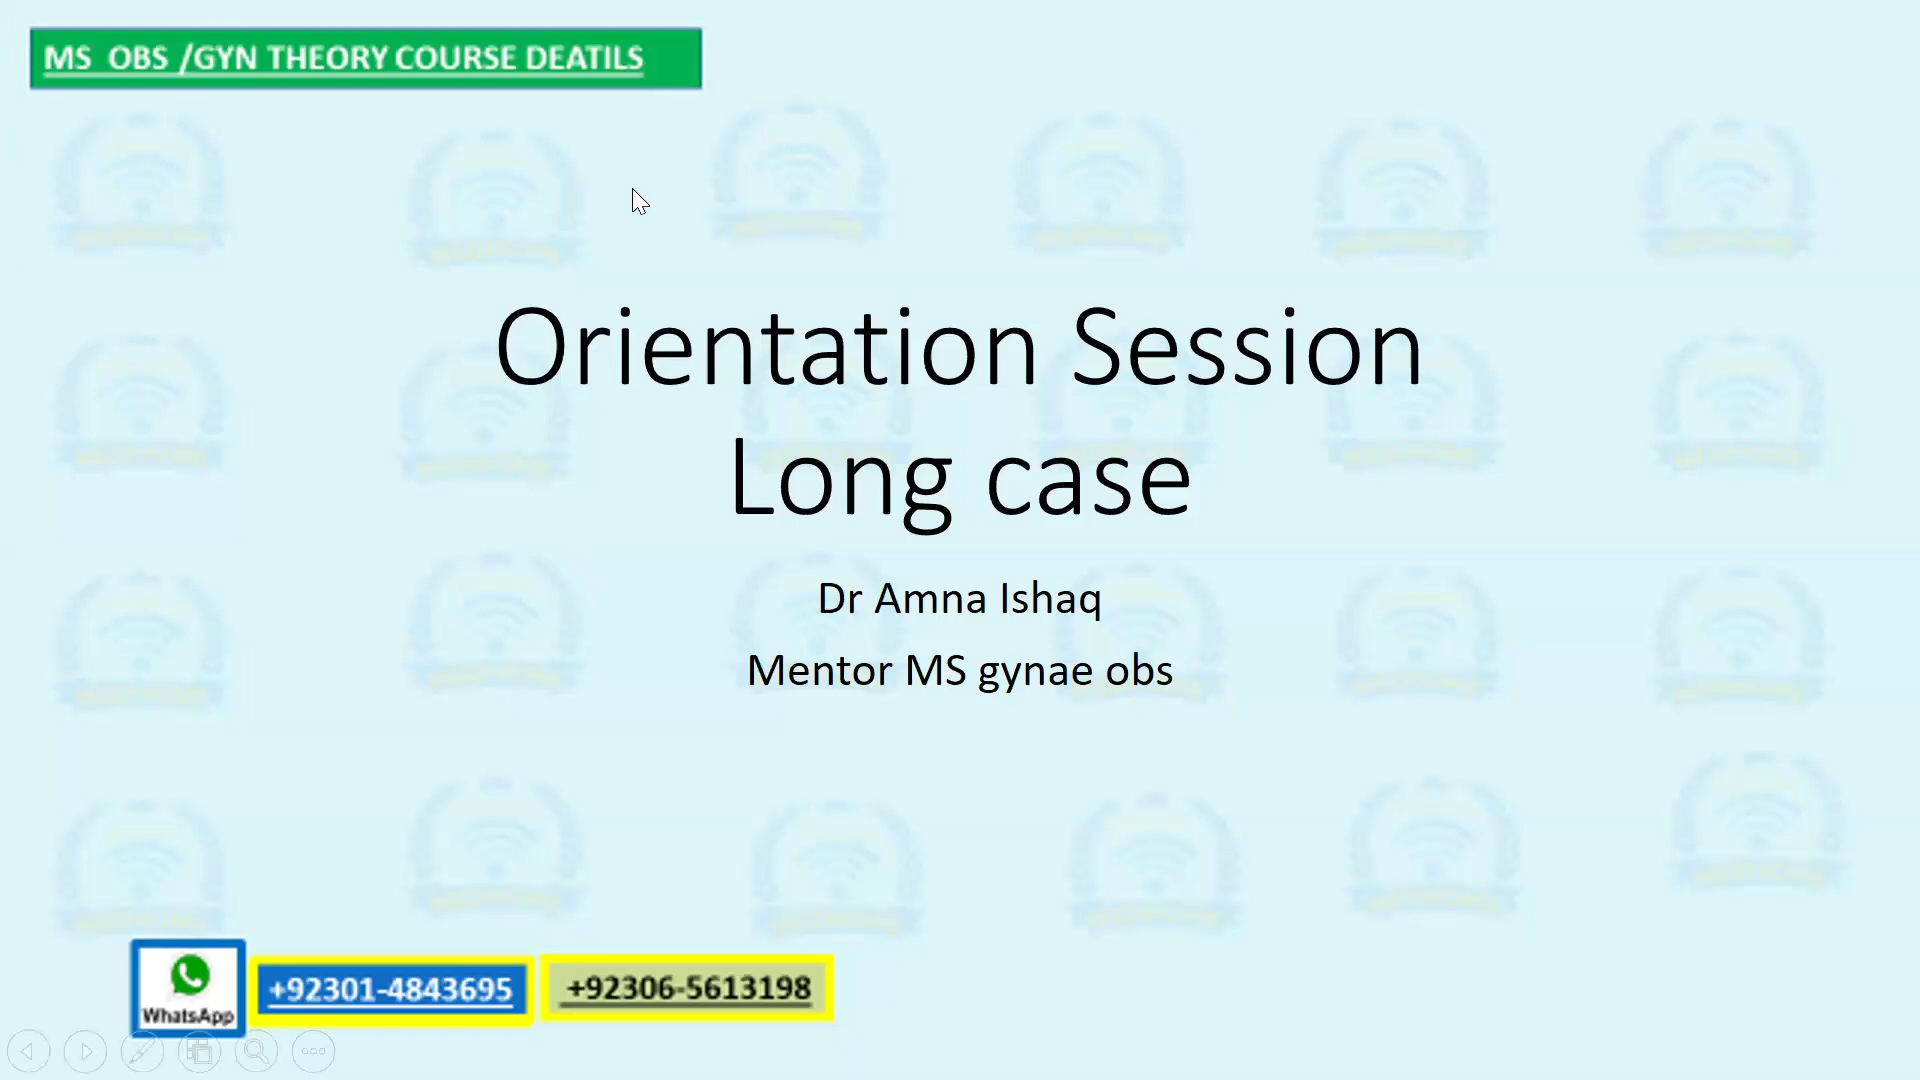 MS OBS /GYN THEORY COURSE DEATILS
Orientation Session
Long case
Dr Amna Ishaq
Mentor MS gynae obs
WhatsApp
+92301-4843695
+92306-5613198